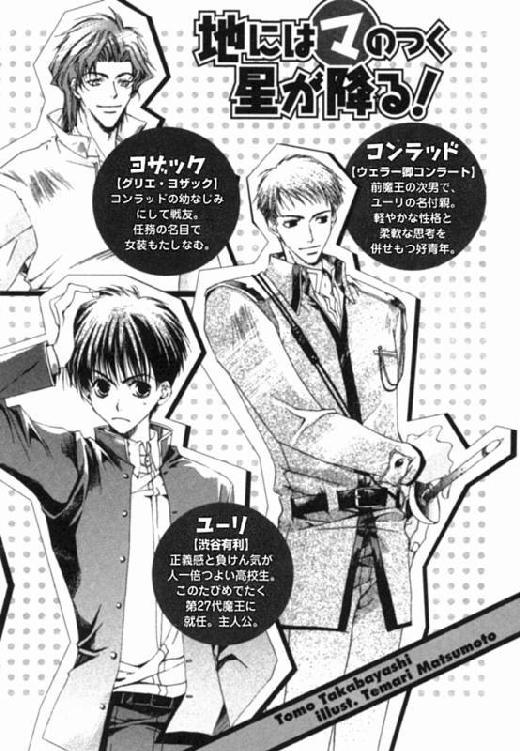 地にはマのつく
星が降る！
ヨザック
【グリエ・ヨザック】
コンラッドの幼なじみ
にして戦友。
任務の名目で
女装もたしなむ。
コンラッド
【ウェラー卿コンラート】
前魔王の次男で、
ユーリの名付親。
軽やかな性格と
柔軟な思考を
併せもつ好青年。
ユーリ
【渋谷有利】
正義感と負けん気が
人一倍つよい高校生。
このたびめでたく
第27代魔王に
就任。主人公。
Tomo Takabayashi
illust. Temari Matsumoto